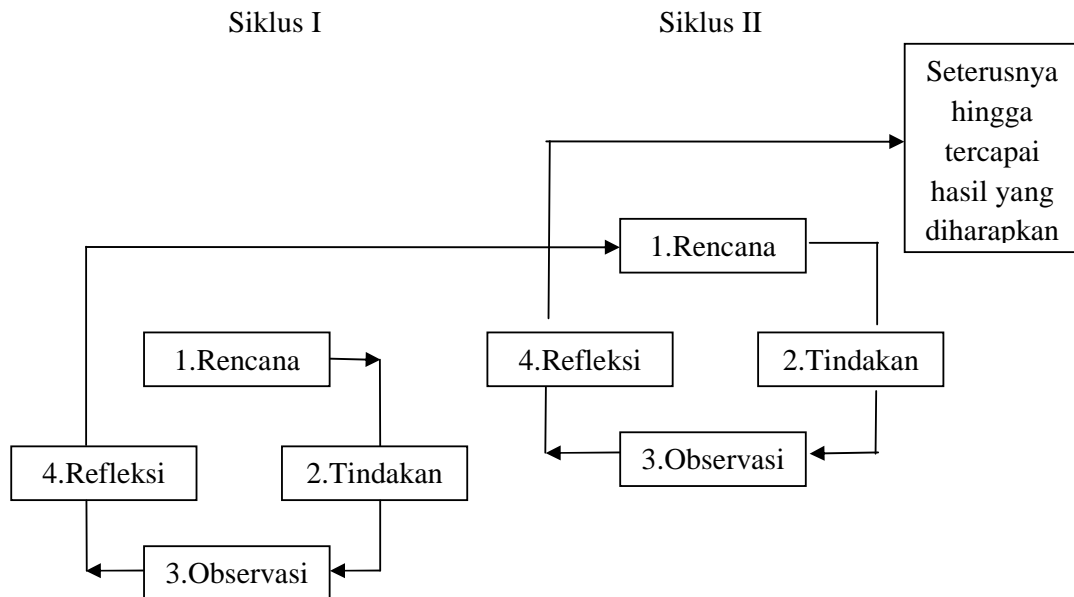 Siklus I
Siklus II
Seterusnya
hingga
tercapai
hasil yang
diharapkan
1.Rencana
4.Refleksi
2.Tindakan
3.Observasi
1.Rencana
4.Refleksi
2.Tindakan
3.Observasi